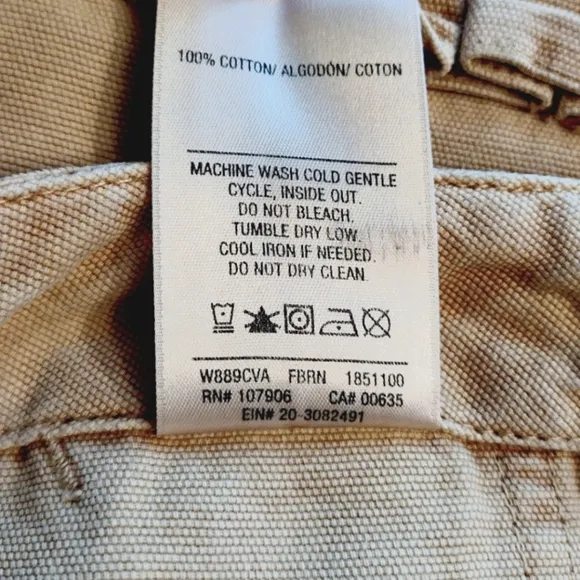 100% COTTON/ ALGODÓN/ COTON
MACHINE WASH COLD GENTLE
CYCLE, INSIDE OUT.
DO NOT BLEACH.
TUMBLE DRY LOW.
COOL IRON IF NEEDED.
DO NOT DRY CLEAN.
W889CVA FBRN 1851100
RN# 107906 CA# 00635
EIN# 20-3082491